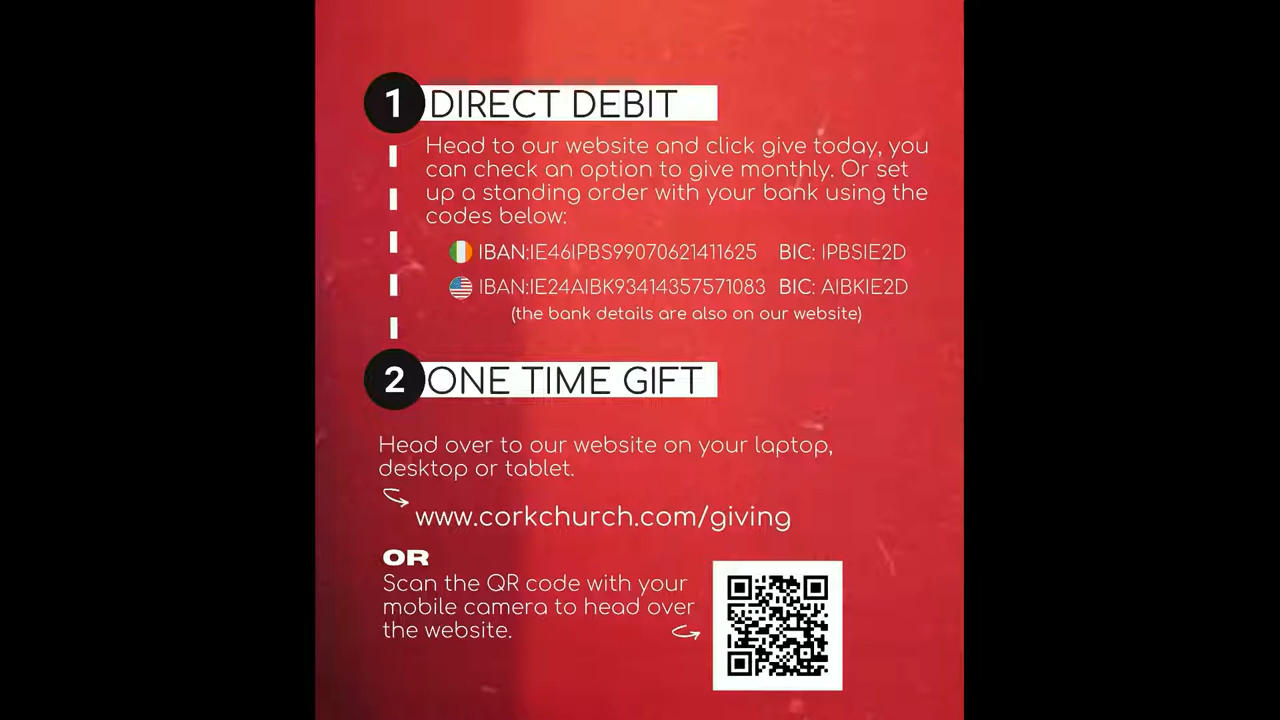 1 DIRECT DEBIT
Head to our website and click give today, you
can check an option to give monthly. Or set
up a standing order with your bank using the
codes below:
IBAN:IE46IPBS99070621411625 BIC: IPBSIE2D
IBAN:IE24AIBK93414357571083 BIC: AIBKIE2D
(the bank details are also on our website)
2 ONE TIME GIFT
Head over to our website on your laptop,
desktop or tablet.
www.corkchurch.com/giving
OR
Scan the QR code with your
mobile camera to head over
the website.